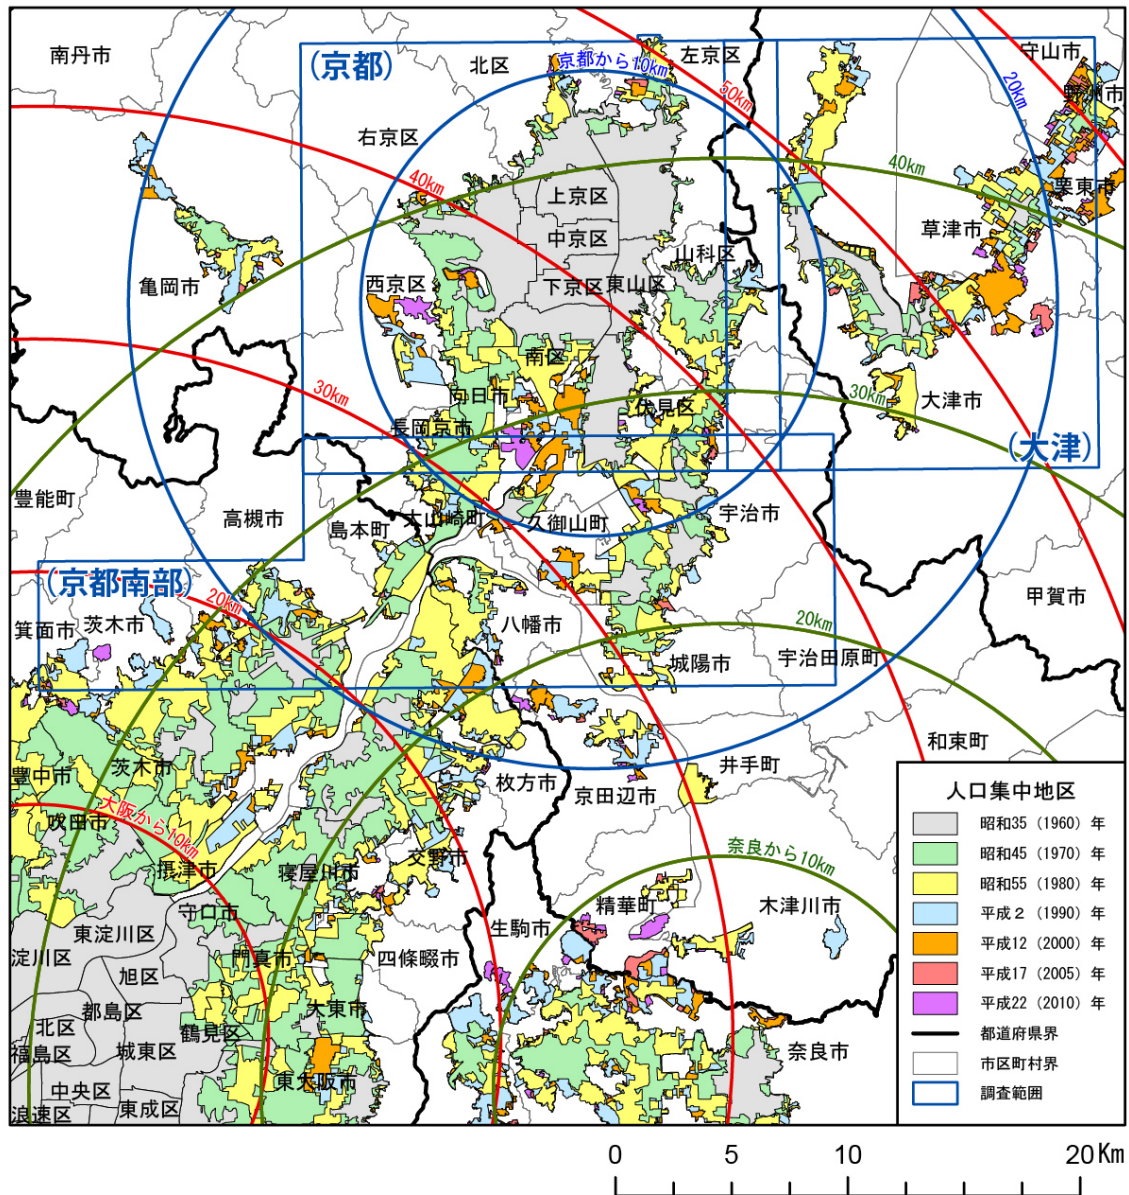 南丹市
(京都)
北区
京都から10km
左京区
50km
20km
守山市
野洲市
右京区
40km
40km
栗東市
上京区
草津市
中京区
山科区
西京区
下京区
東山区
亀岡市
南区
30km
向日市
伏見区
30km
大津市
長岡京市
(大津)
豊能町
高槻市
島本町
大山崎町
久御山町
宇治市
(京都南部)
20km
甲賀市
箕面市
茨木市
八幡市
20km
城陽市
宇治田原町
和束町
豊中市
茨木市
枚方市
京田辺市
井手町
大阪から10km
吹田市
奈良から10km
摂津市
寝屋川市
交野市
守口市
精華町
木津川市
東淀川区
生駒市
淀川区
旭区
門真市
四條畷市
都島区
大東市
北区
鶴見区
福島区
城東区
奈良市
中央区
東大阪市
浪速区
東成区
人口集中地区
昭和35(1960)年
昭和45(1970)年
昭和55(1980)年
平成2(1990)年
平成12(2000)年
平成17(2005)年
平成22(2010)年
都道府県界
市区町村界
調査範囲
0 5 10 20Km